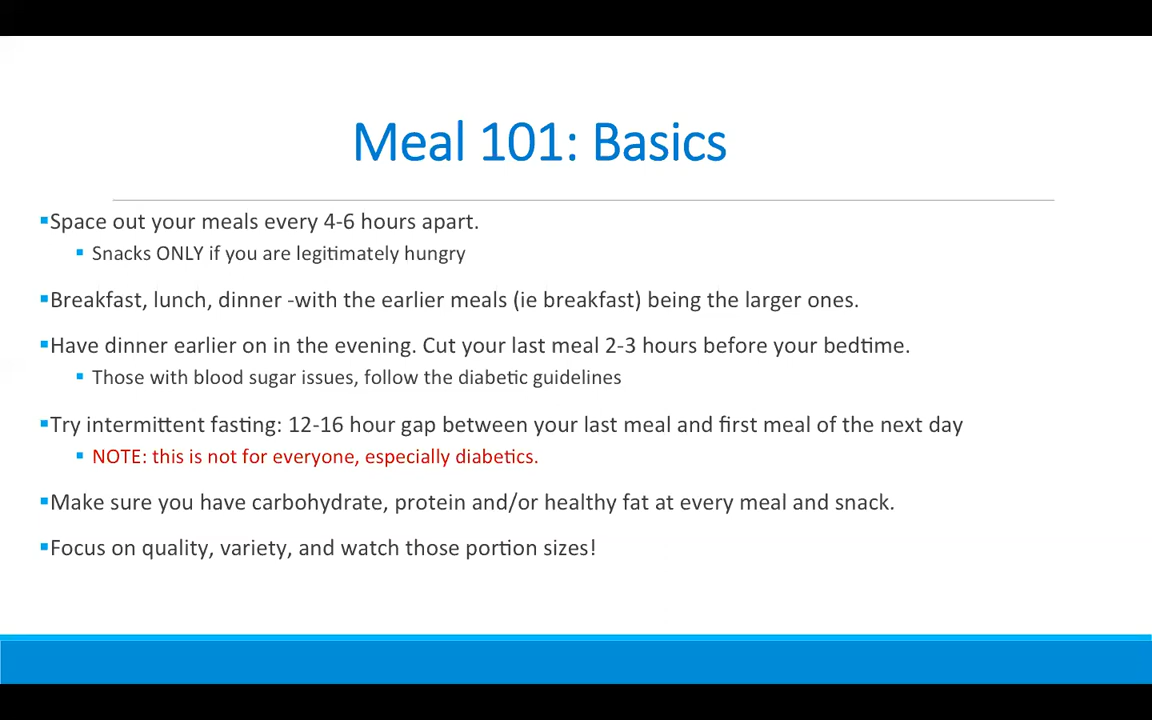 Meal 101: Basics
▪Space out your meals every 4-6 hours apart.
▪ Snacks ONLY if you are legitimately hungry
▪Breakfast, lunch, dinner -with the earlier meals (ie breakfast) being the larger ones.
▪Have dinner earlier on in the evening. Cut your last meal 2-3 hours before your bedtime.
▪ Those with blood sugar issues, follow the diabetic guidelines
▪Try intermittent fasting: 12-16 hour gap between your last meal and first meal of the next day
▪ NOTE: this is not for everyone, especially diabetics.
▪Make sure you have carbohydrate, protein and/or healthy fat at every meal and snack.
▪Focus on quality, variety, and watch those portion sizes!